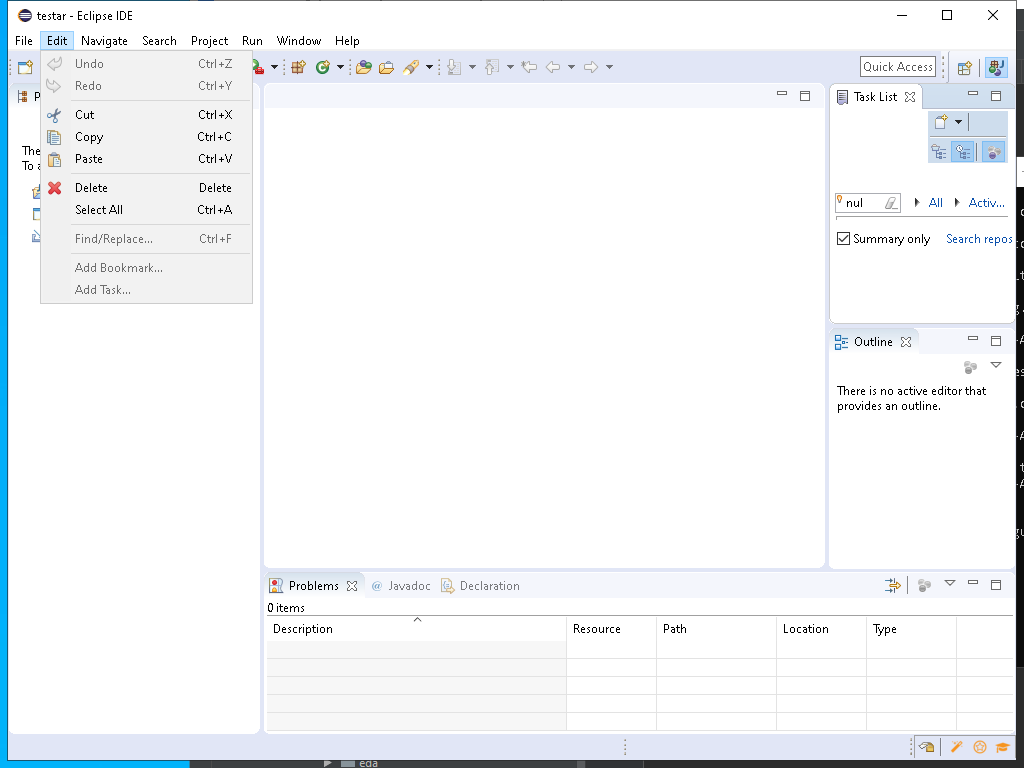 testar - Eclipse IDE
File Edit Navigate Search Project Run Window Help
Undo Ctrl+Z
Redo Ctrl+Y
Cut Ctrl+X
Copy Ctrl+C
Paste Ctrl+V
Delete Delete
Select All Ctrl+A
Find/Replace... Ctrl+F
Add Bookmark...
Add Task...
Quick Access
P
The
To a
Task List
nul All Activ...
Summary only Search repos
Outline
There is no active editor that
provides an outline.
Problems @ Javadoc Declaration
0 items
Description Resource Path Location Type
eda